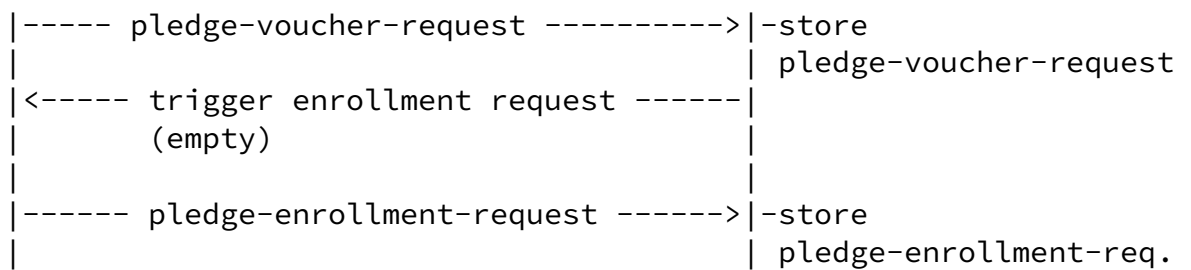 |----- pledge-voucher-request ---------->|-store
|                                        | pledge-voucher-request
|<----- trigger enrollment request ------|
|       (empty)                          |
|                                        |
|------ pledge-enrollment-request ------>|-store
|                                        | pledge-enrollment-req.